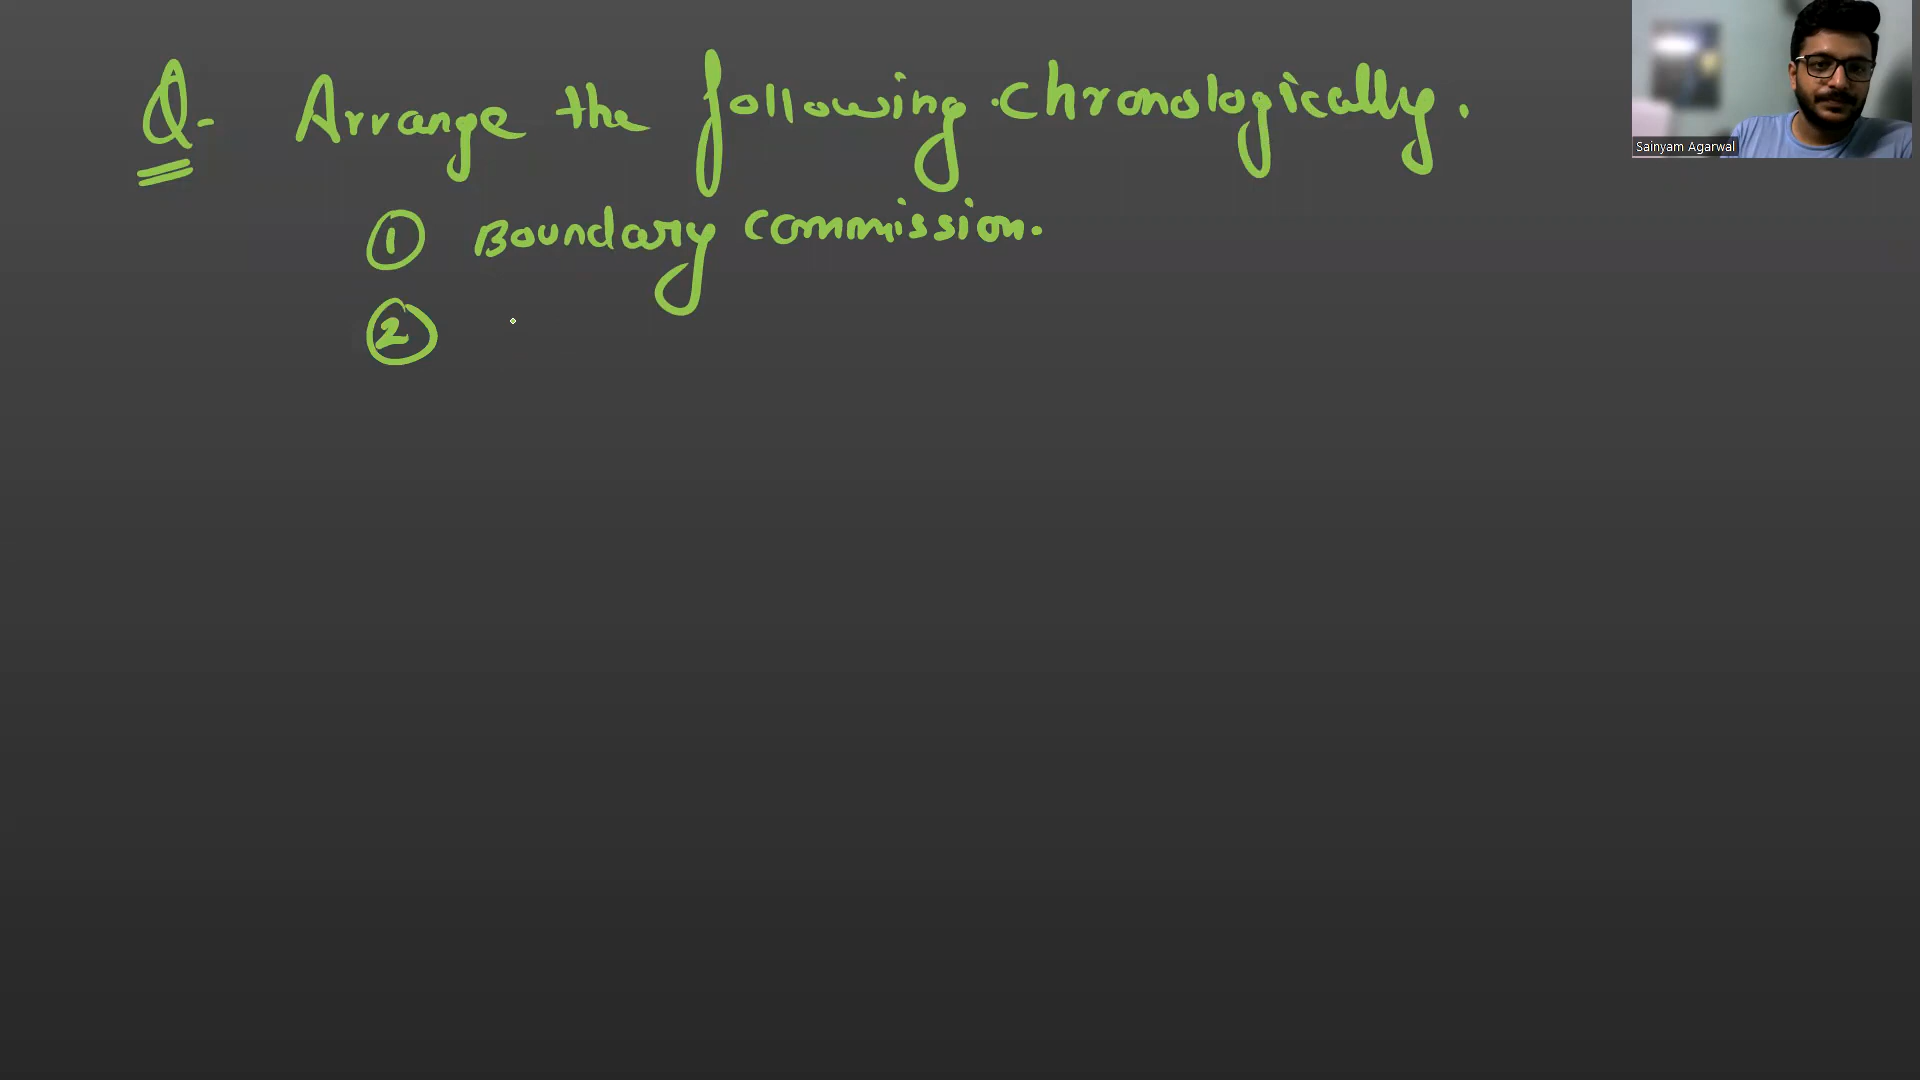 Q. Arrange the following chronologically.
① Boundary commission.
②
Sainyam Agarwal